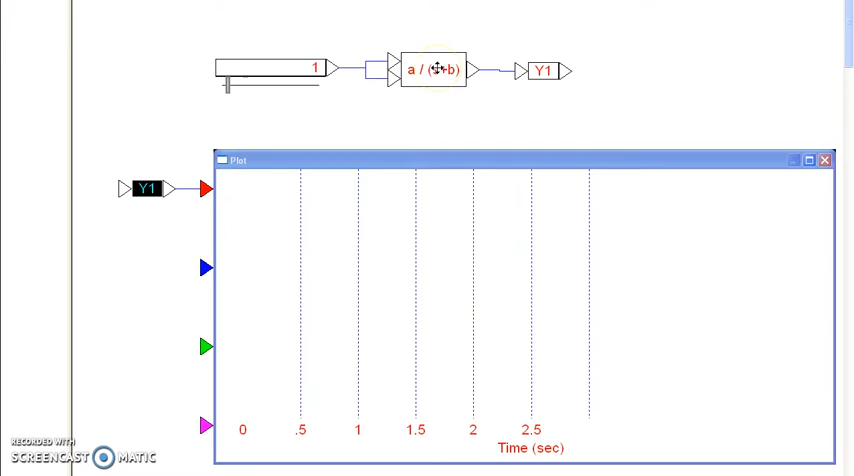 1
a / ( +b)
Y1
Plot
Y1
0 .5 1 1.5 2 2.5
Time (sec)
RECORDED WITH
SCREENCAST MATIC